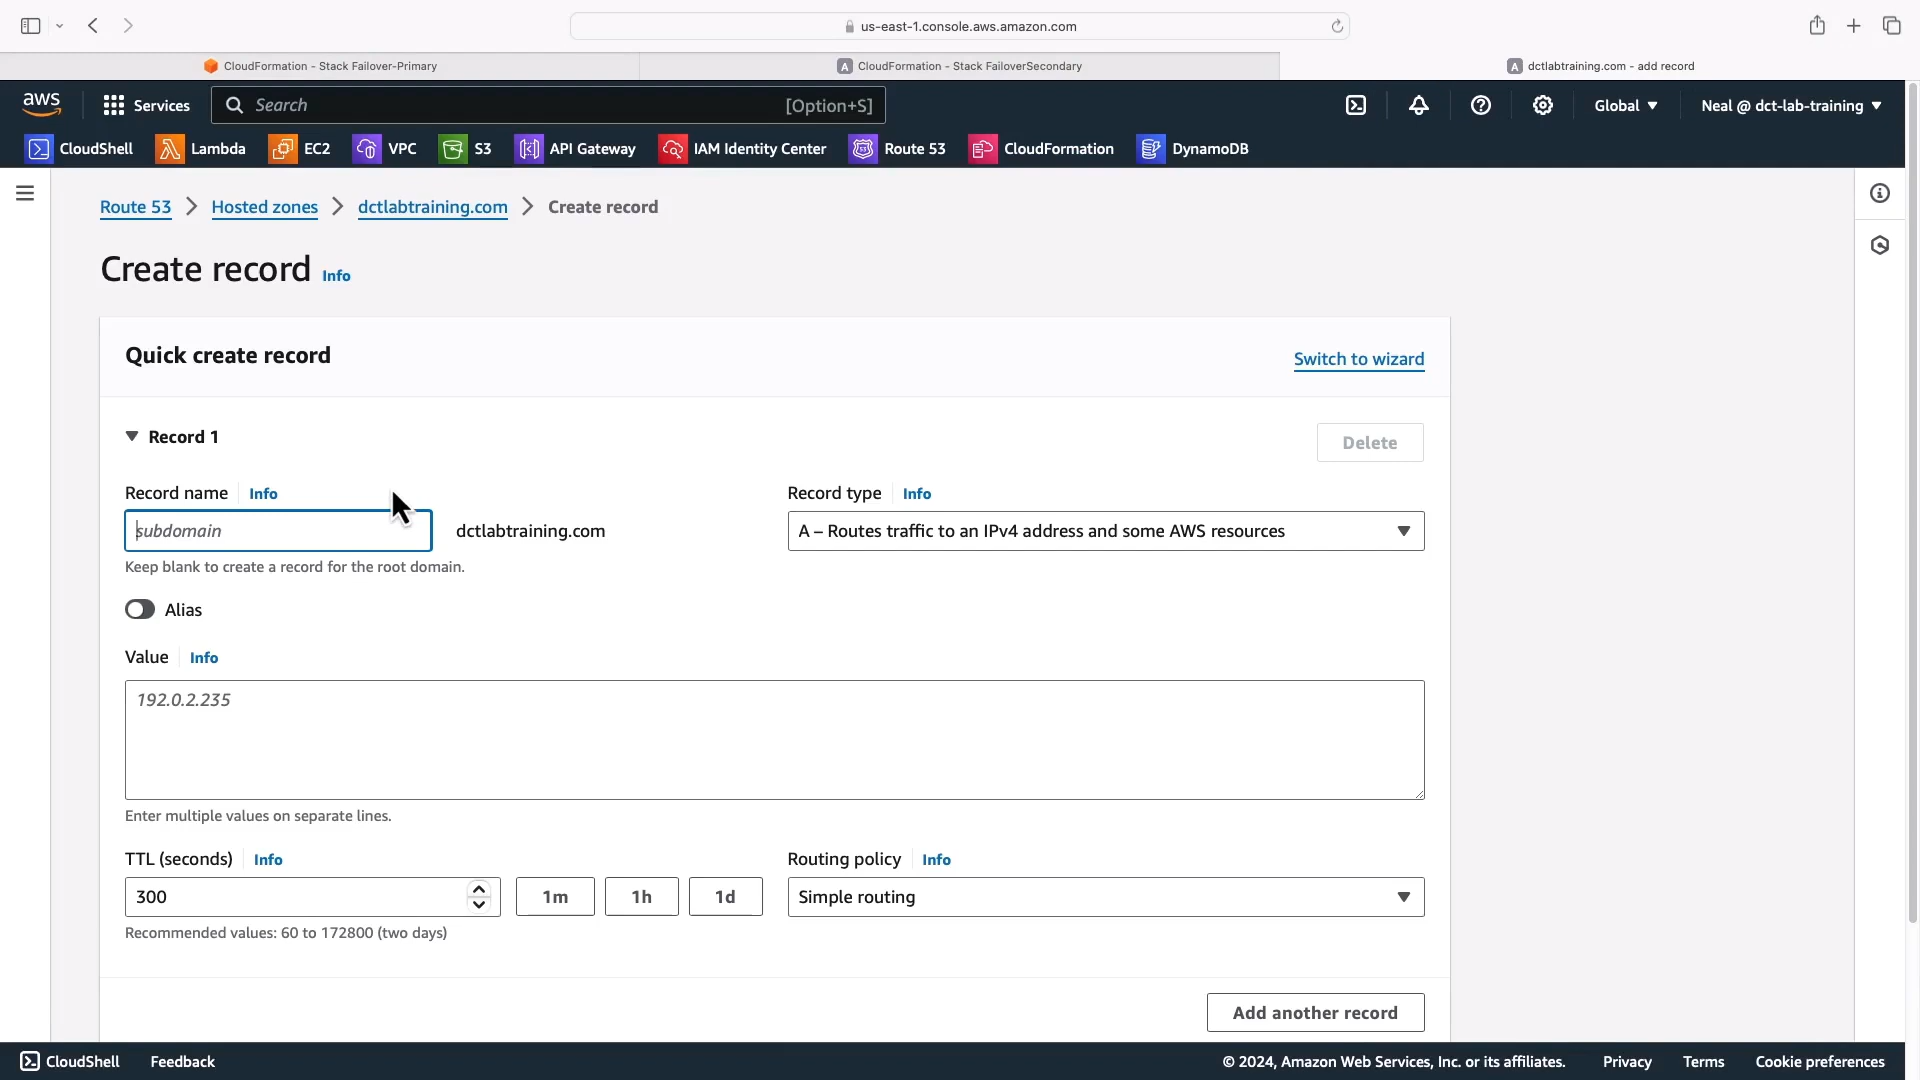 us-east-1.console.aws.amazon.com
CloudFormation - Stack Failover-Primary
A CloudFormation - Stack FailoverSecondary
A dctlabtraining.com - add record
aws Services Search [Option+S] Global Neal @ dct-lab-training
CloudShell Lambda EC2 VPC S3 API Gateway IAM Identity Center Route 53 CloudFormation DynamoDB
Route 53 > Hosted zones > dctlabtraining.com > Create record
Create record Info
Quick create record
Switch to wizard
Record 1
Delete
Record name Info
Record type Info
subdomain dctlabtraining.com
A – Routes traffic to an IPv4 address and some AWS resources
Keep blank to create a record for the root domain.
Alias
Value Info
192.0.2.235
Enter multiple values on separate lines.
TTL (seconds) Info
Routing policy Info
300 1m 1h 1d
Simple routing
Recommended values: 60 to 172800 (two days)
Add another record
CloudShell Feedback © 2024, Amazon Web Services, Inc. or its affiliates. Privacy Terms Cookie preferences